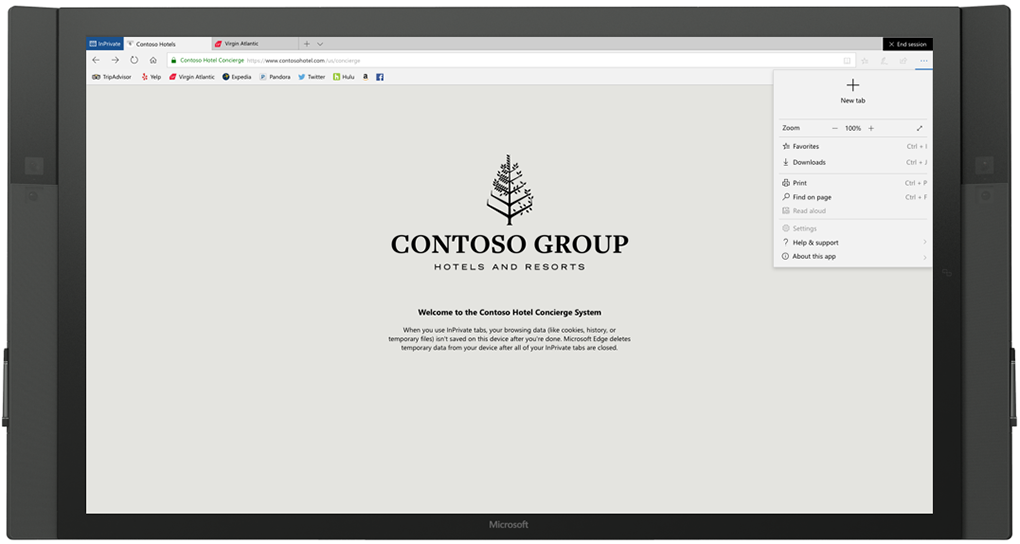 InPrivate
Contoso Hotels
Virgin Atlantic
End session
Contoso Hotel Concierge https://www.contosohotel.com/us/concierge
TripAdvisor Yelp Virgin Atlantic Expedia Pandora Twitter Hulu
New tab
Zoom 100%
Favorites Ctrl + I
Downloads Ctrl + J
Print Ctrl + P
Find on page Ctrl + F
Read aloud
Settings
Help & support
About this app
CONTOSO GROUP
HOTELS AND RESORTS
Welcome to the Contoso Hotel Concierge System
When you use InPrivate tabs, your browsing data (like cookies, history, or
temporary files) isn't saved on this device after you're done. Microsoft Edge deletes
temporary data from your device after all of your InPrivate tabs are closed.
Microsoft